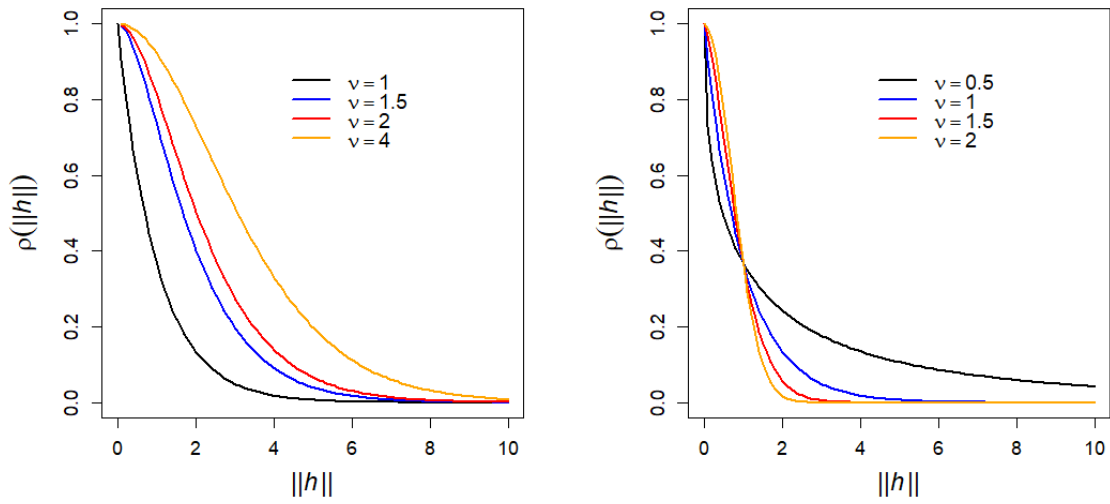 ρ(||h||)
1.0
0.8
0.6
0.4
0.2
0.0
ν = 1
ν = 1.5
ν = 2
ν = 4
0 2 4 6 8 10
||h||
ρ(||h||)
1.0
0.8
0.6
0.4
0.2
0.0
ν = 0.5
ν = 1
ν = 1.5
ν = 2
0 2 4 6 8 10
||h||